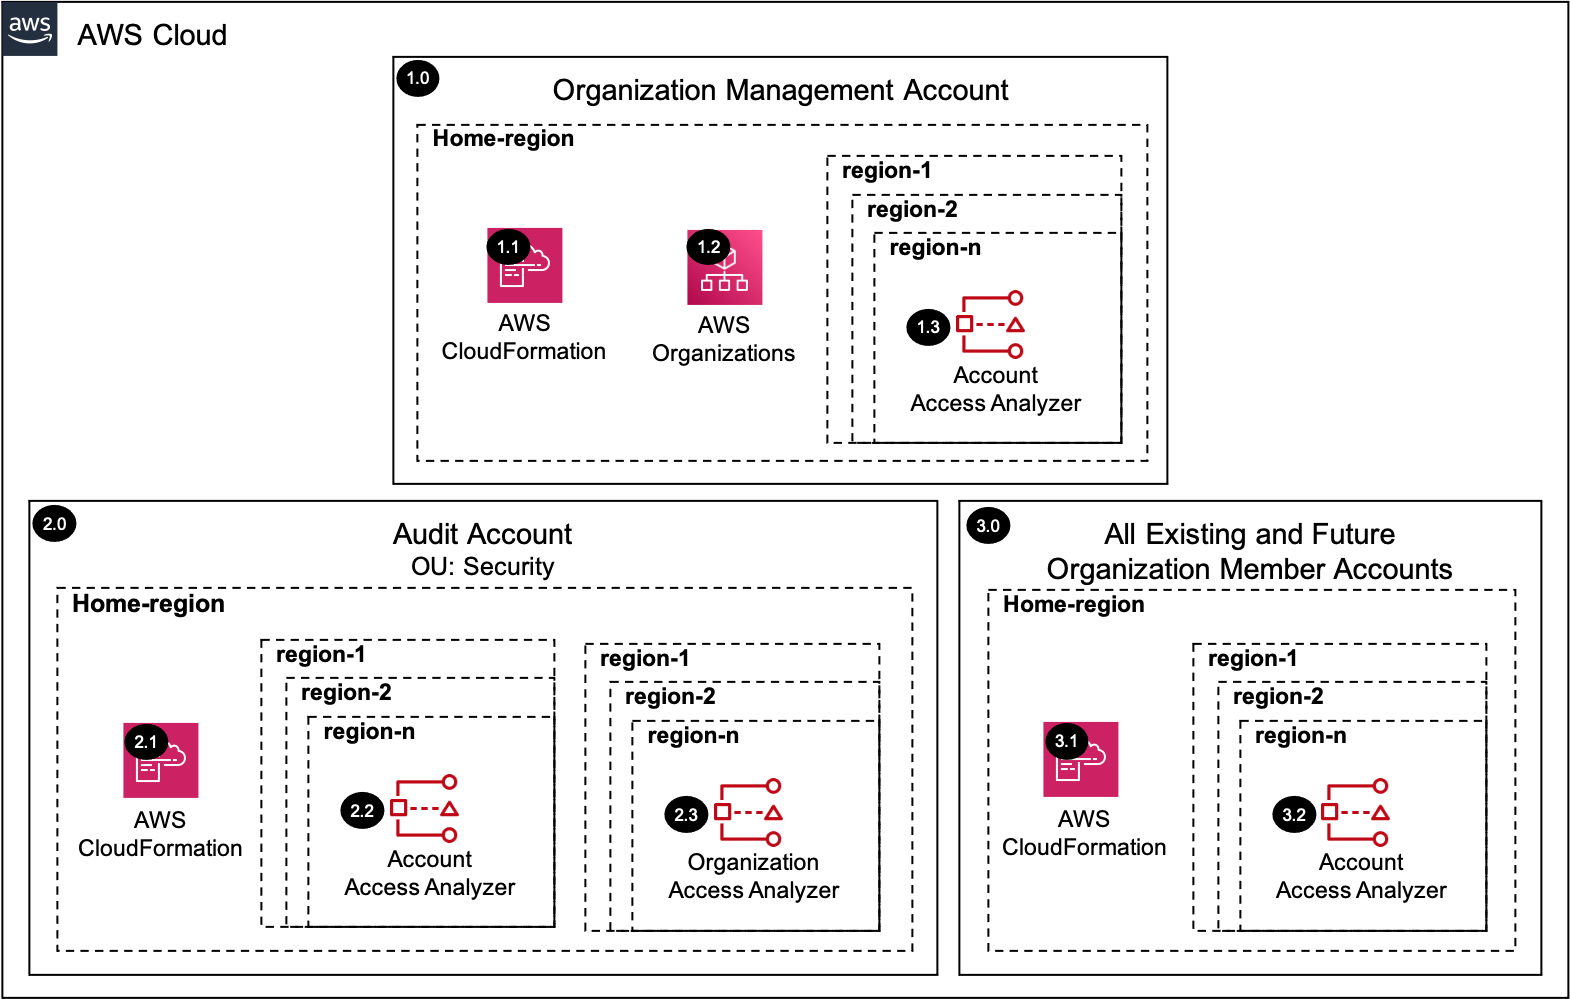 aws
AWS Cloud
1.0
Organization Management Account
Home-region
region-1
region-2
region-n
1.1
AWS
CloudFormation
1.2
AWS
Organizations
1.3
Account
Access Analyzer
2.0
Audit Account
OU: Security
Home-region
2.1
AWS
CloudFormation
region-1
region-2
region-n
2.2
Account
Access Analyzer
region-1
region-2
region-n
2.3
Organization
Access Analyzer
3.0
All Existing and Future
Organization Member Accounts
Home-region
3.1
AWS
CloudFormation
region-1
region-2
region-n
3.2
Account
Access Analyzer